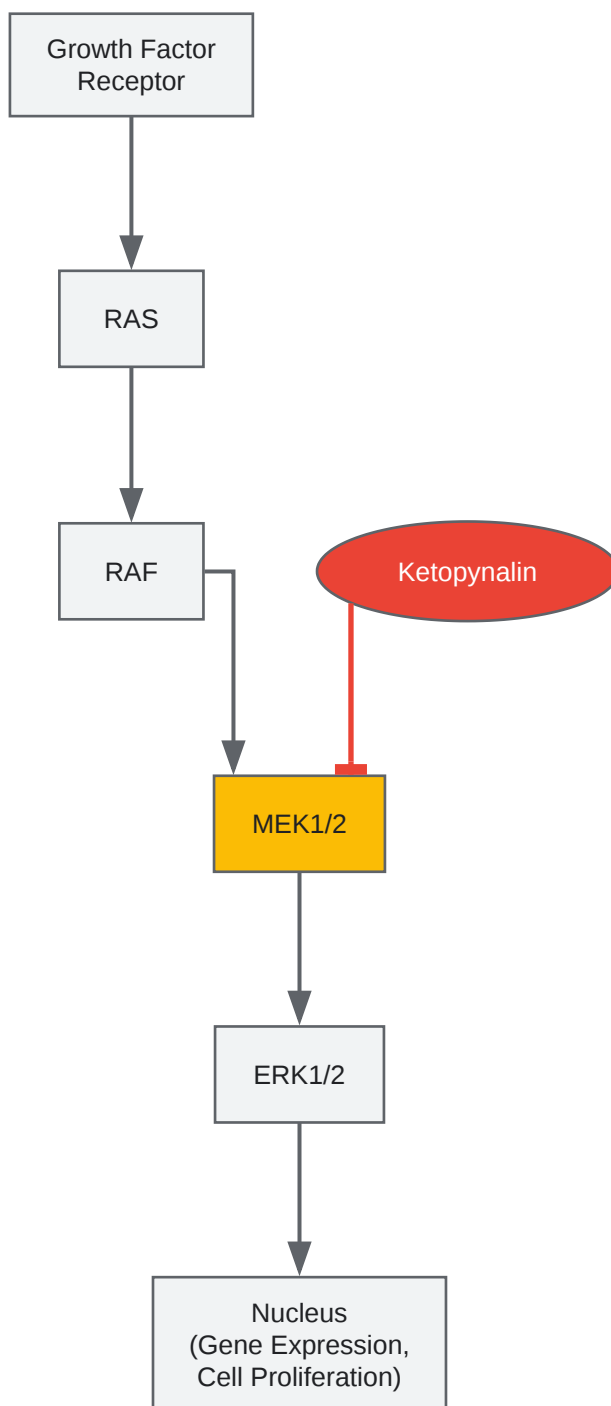 Growth Factor
Receptor
RAS
RAF
Ketopynalin
MEK1/2
ERK1/2
Nucleus
(Gene Expression,
Cell Proliferation)